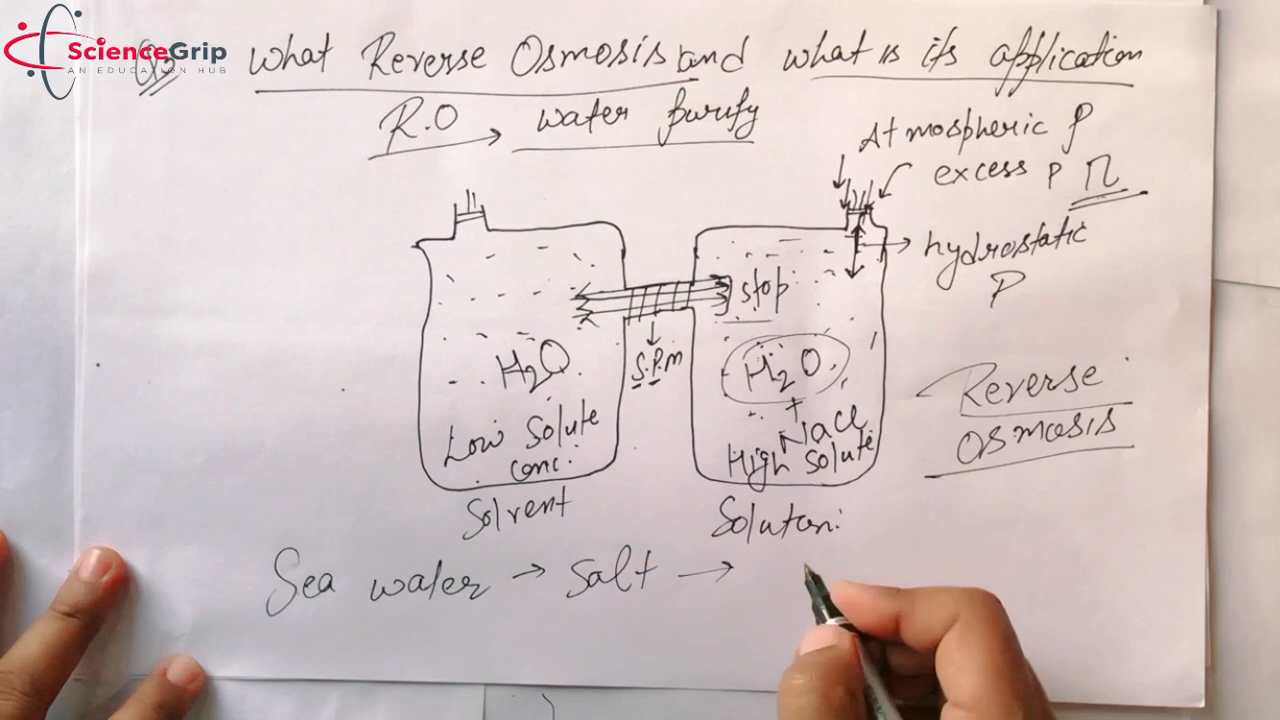 ScienceGrip
AN EDUCATION HUB
What Reverse Osmosis and what is its application
R.O → water purify
Atmospheric P
excess P π
hydrostatic
P
stop
H2O
S.P.M
H2O
+
NaCl
Low Solute
conc.
High Solute
Solvent
Solution:
Reverse
osmosis
Sea water → Salt →